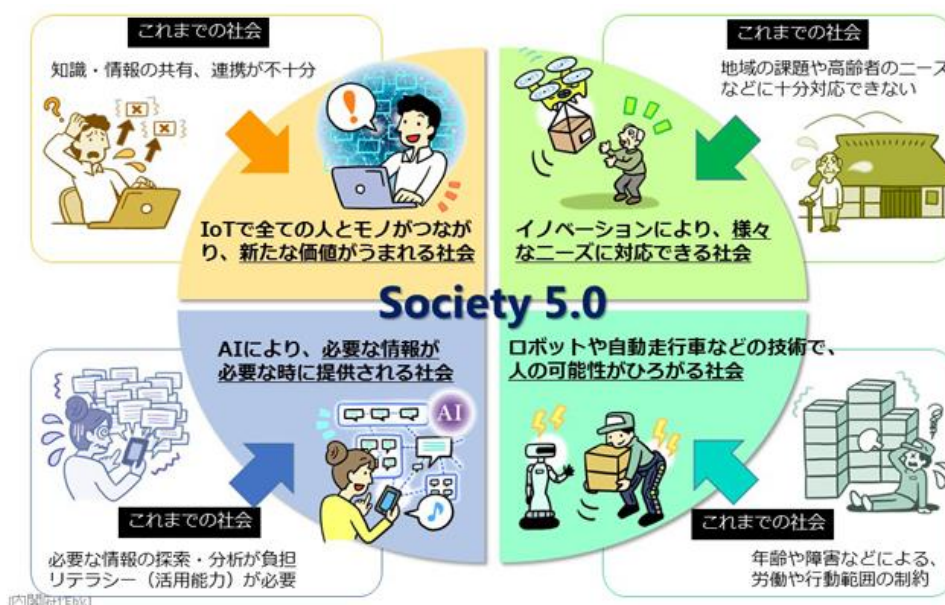 これまでの社会
知識・情報の共有、連携が不十分
IoTで全ての人とモノがつなが
り、新たな価値がうまれる社会
これまでの社会
地域の課題や高齢者のニーズ
などに十分対応できない
イノベーションにより、様々
なニーズに対応できる社会
Society 5.0
AIにより、必要な情報が
必要な時に提供される社会
AI
これまでの社会
必要な情報の探索・分析が負担
リテラシー（活用能力）が必要
ロボットや自動走行車などの技術で、
人の可能性がひろがる社会
これまでの社会
年齢や障害などによる、
労働や行動範囲の制約